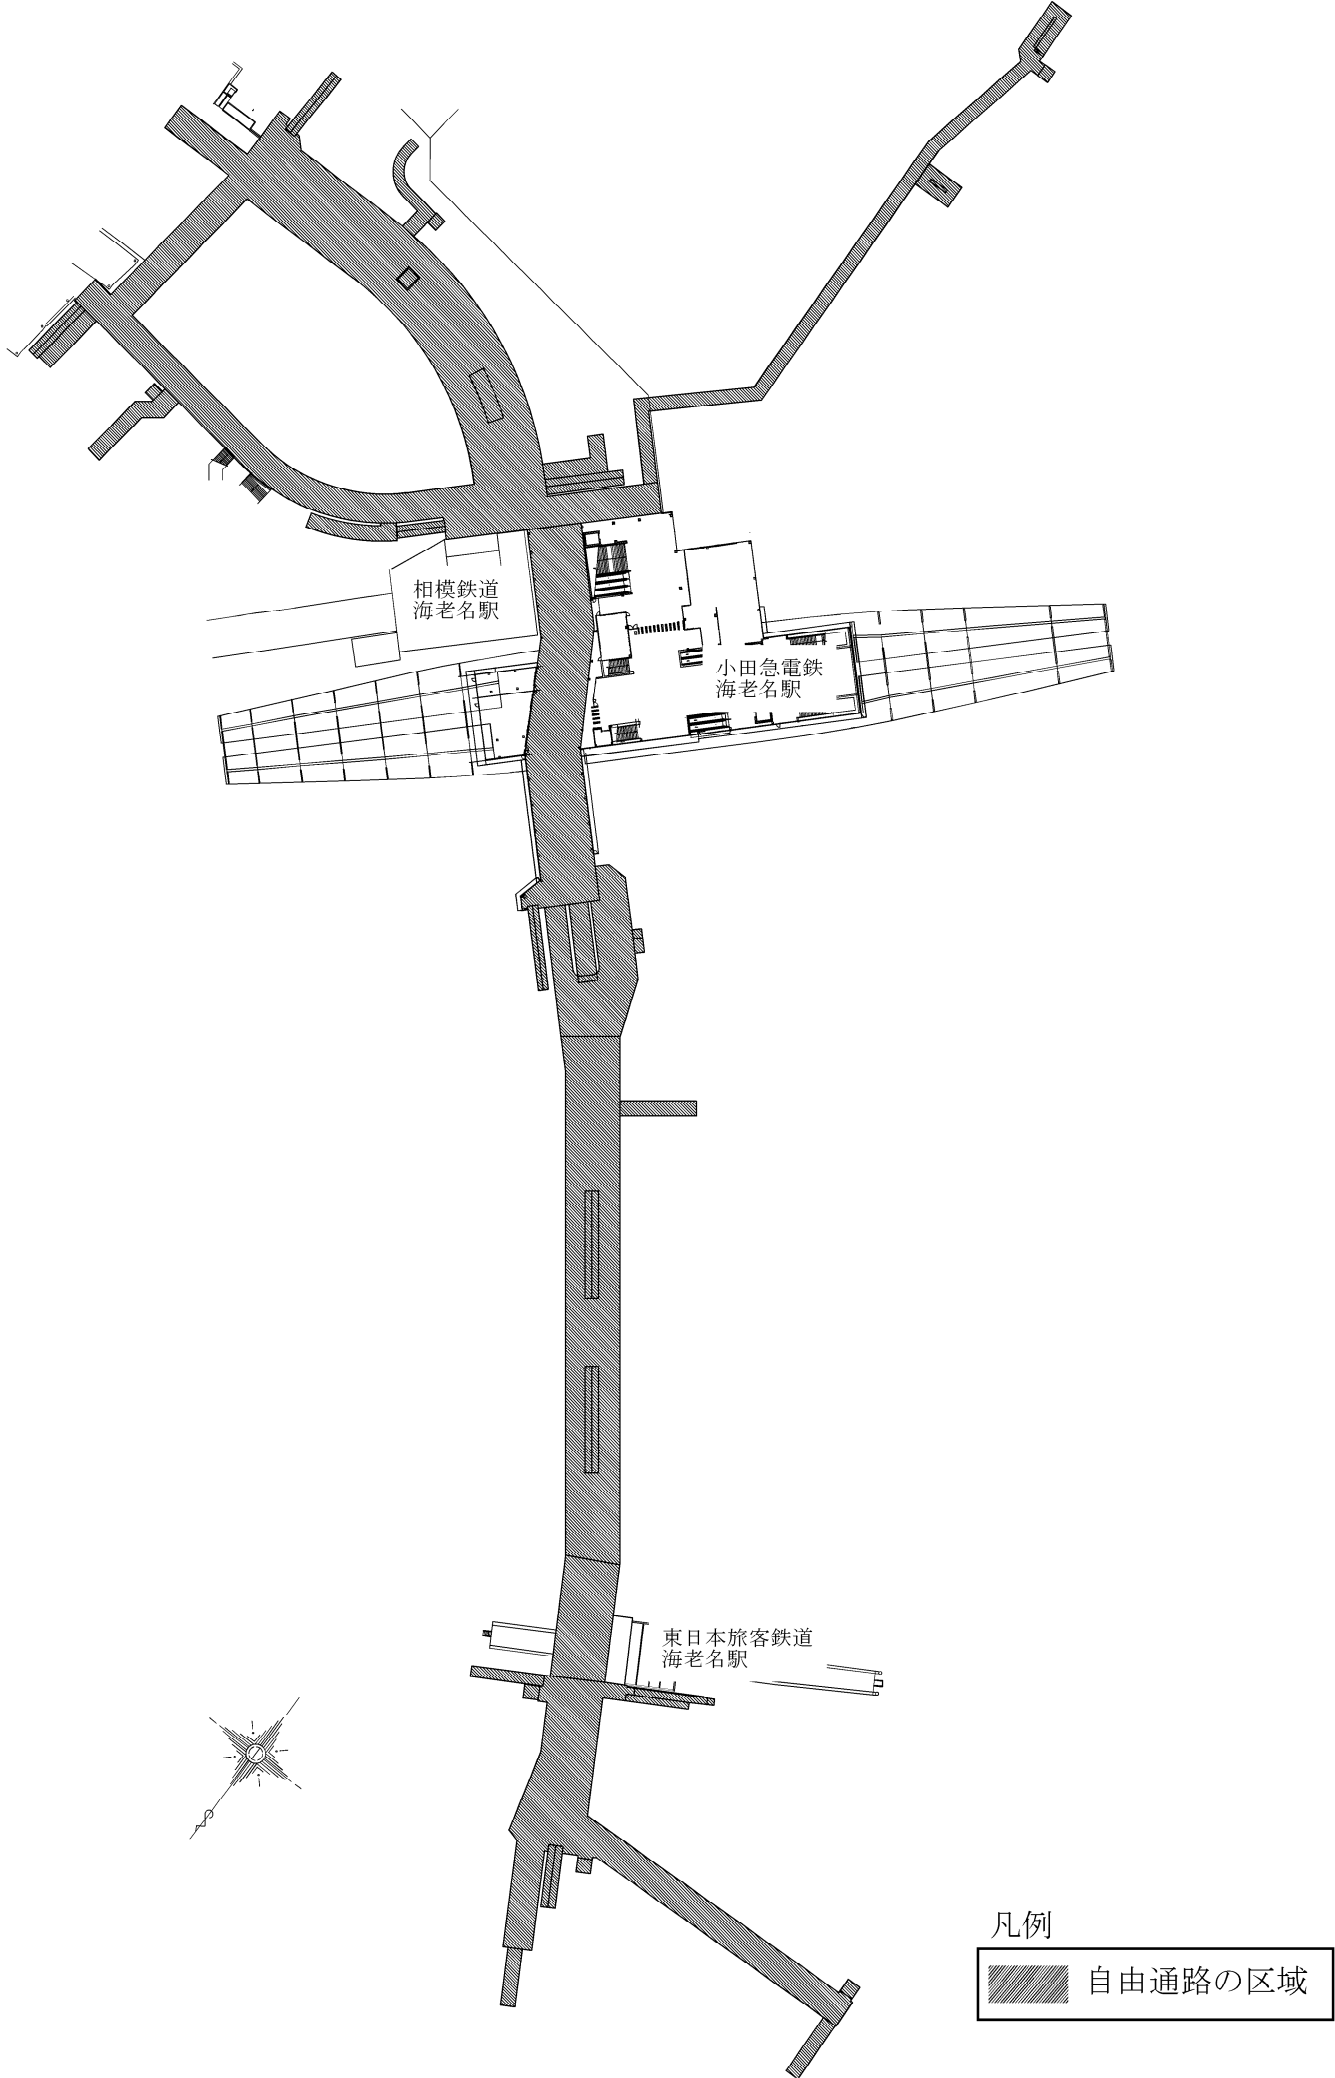 相模鉄道
海老名駅
小田急電鉄
海老名駅
東日本旅客鉄道
海老名駅
凡例
自由通路の区域